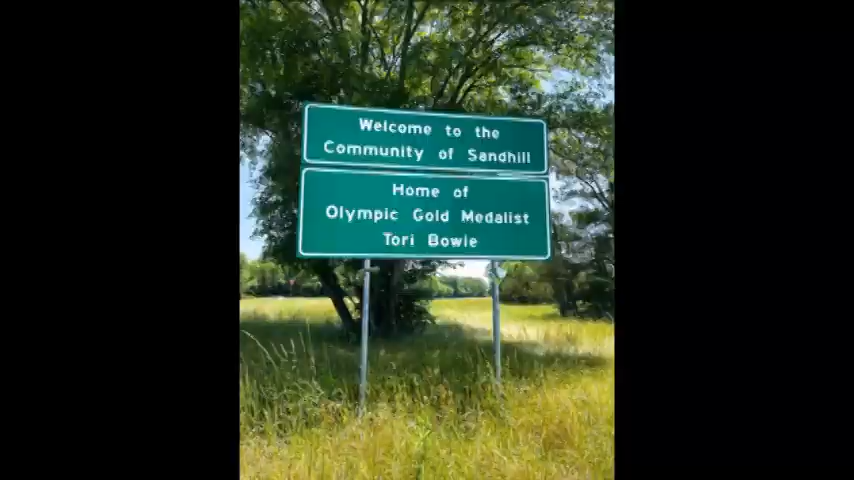 Welcome to the
Community of Sandhill
Home of
Olympic Gold Medalist
Tori Bowie